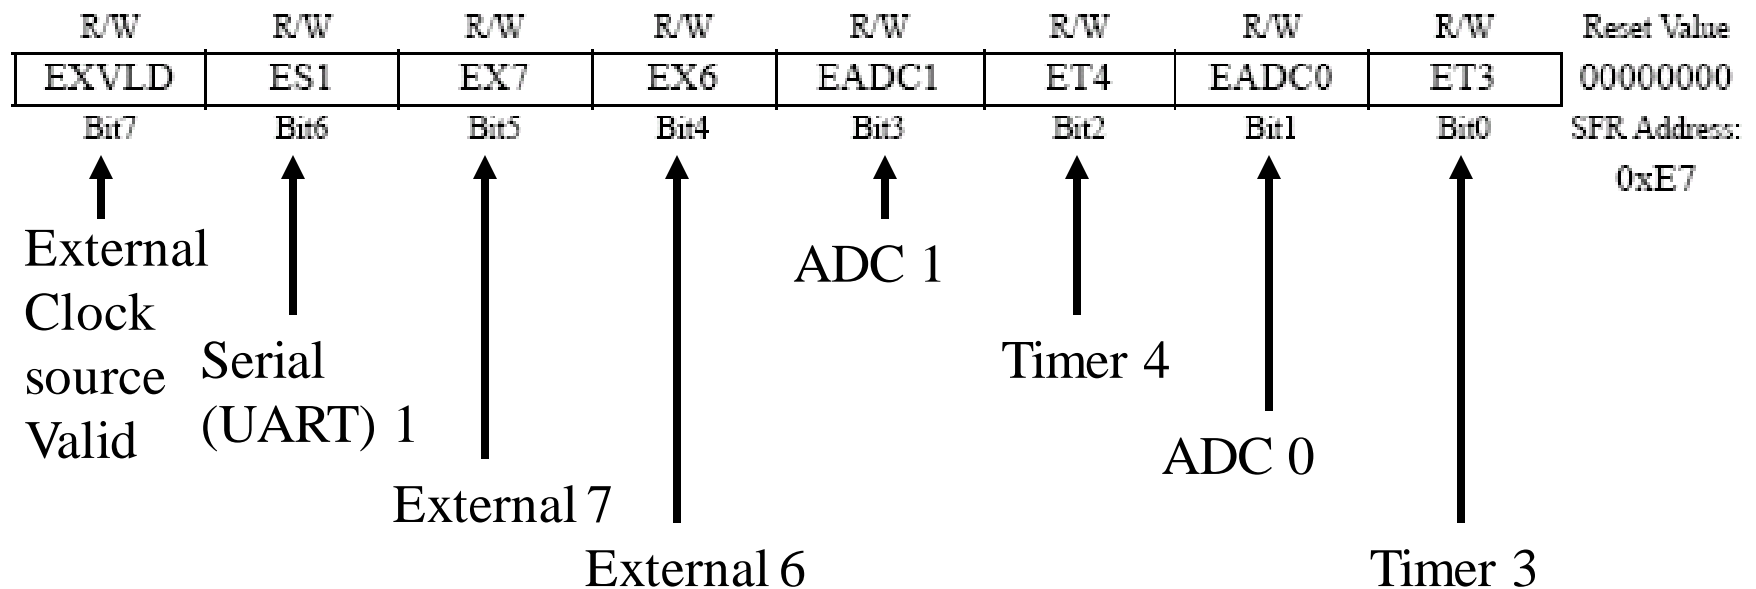 R/W R/W R/W R/W R/W R/W R/W R/W Reset Value
EXVLD ES1 EX7 EX6 EADC1 ET4 EADC0 ET3 00000000
Bit7 Bit6 Bit5 Bit4 Bit3 Bit2 Bit1 Bit0 SFR Address:
0xE7
External
Clock
source
Valid
Serial
(UART) 1
External 7
External 6
ADC 1
Timer 4
ADC 0
Timer 3